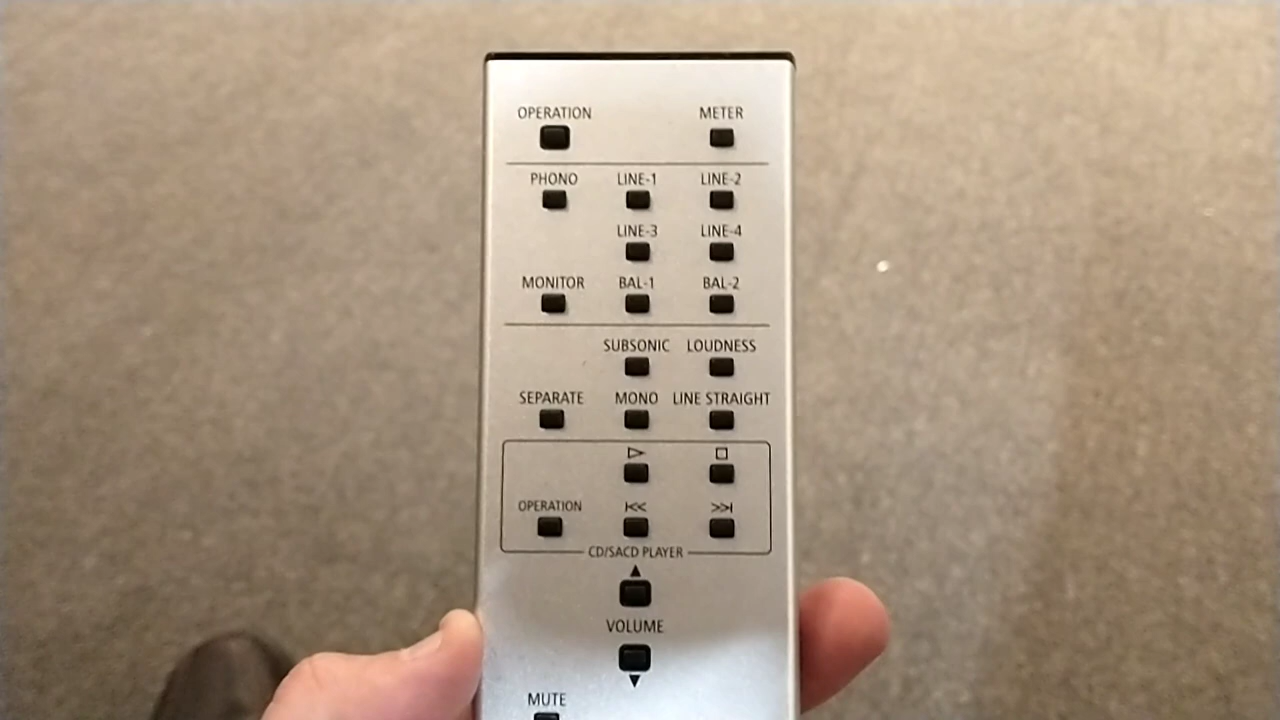 OPERATION METER
PHONO LINE-1 LINE-2
LINE-3 LINE-4
MONITOR BAL-1 BAL-2
SUBSONIC LOUDNESS
SEPARATE MONO LINE STRAIGHT
OPERATION
CD/SACD PLAYER
VOLUME
MUTE